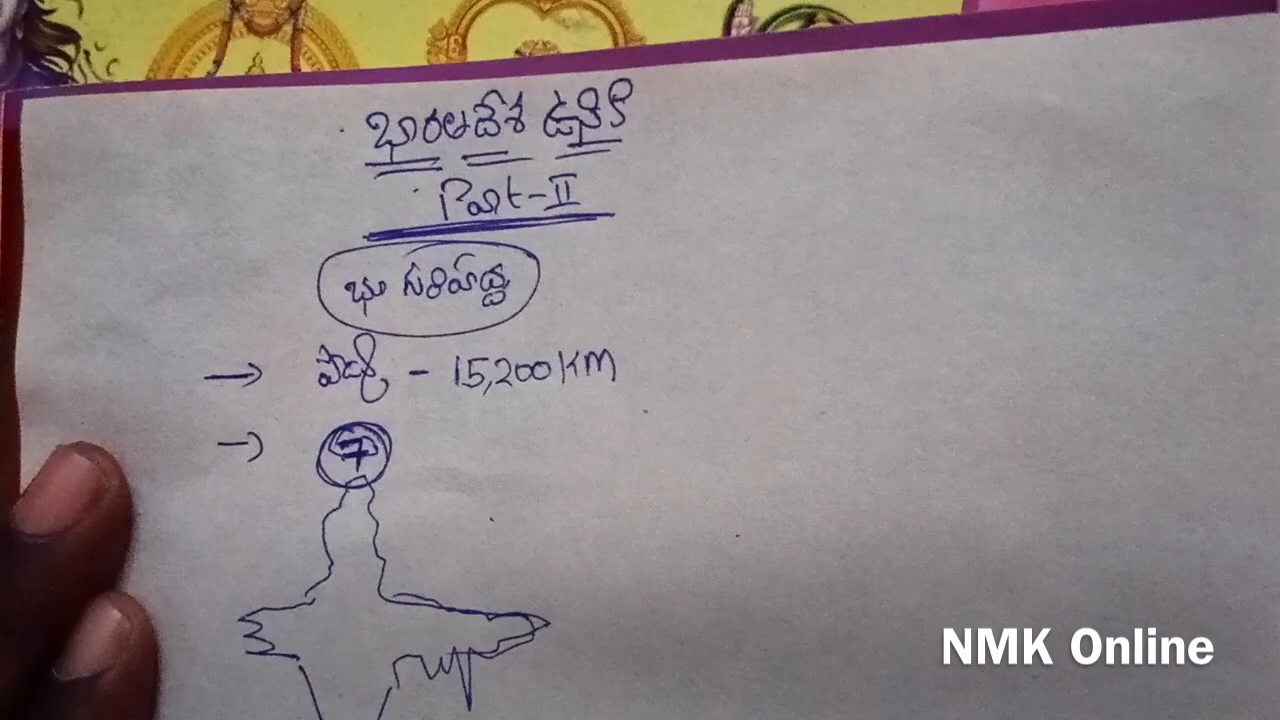 భారతదేశ ఉనికి
Part-II
భు సరిహద్దు
→ పొడవు - 15,200 KM
→ 7
NMK Online